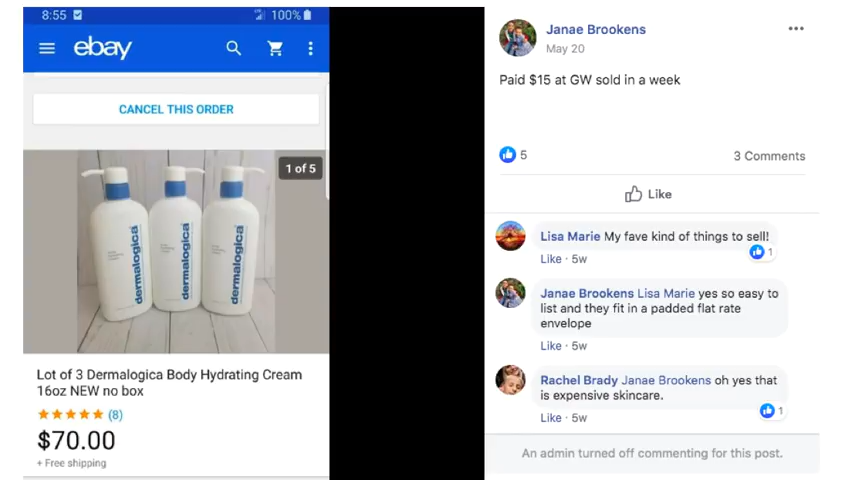 8:55
100%
ebay
CANCEL THIS ORDER
1 of 5
dermalogica
dermalogica
dermalogica
Lot of 3 Dermalogica Body Hydrating Cream
16oz NEW no box
(8)
$70.00
+ Free shipping
Janae Brookens
May 20
Paid $15 at GW sold in a week
5
3 Comments
Like
Lisa Marie My fave kind of things to sell!
1
Like · 5w
Janae Brookens Lisa Marie yes so easy to
list and they fit in a padded flat rate
envelope
Like · 5w
Rachel Brady Janae Brookens oh yes that
is expensive skincare.
1
Like · 5w
An admin turned off commenting for this post.